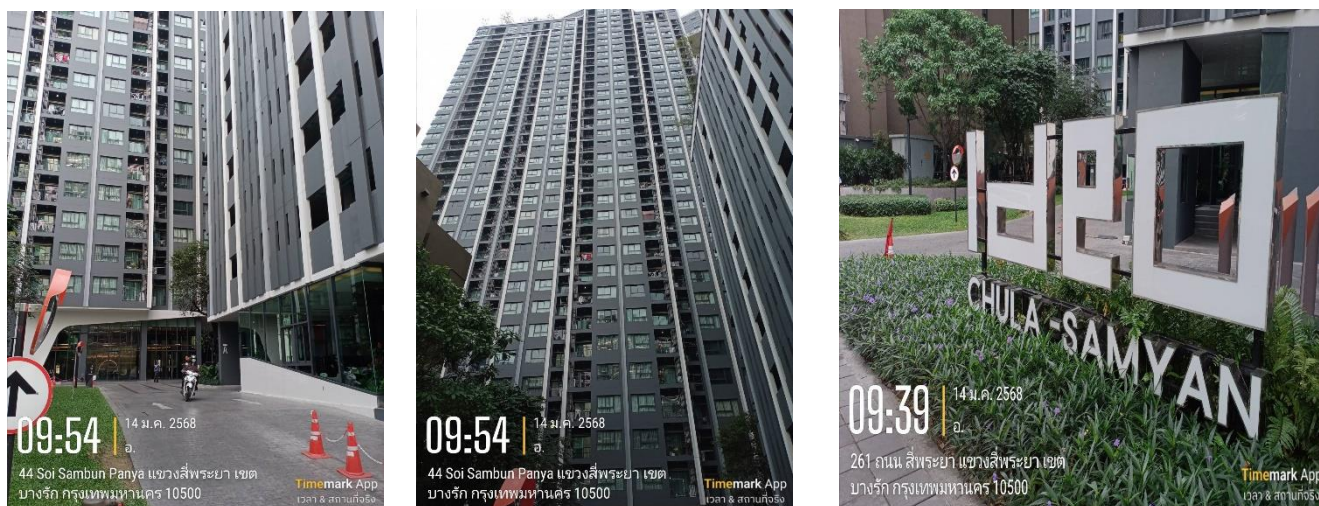 09:54
14 ม.ค. 2568
อ.
44 Soi Sambun Panya แขวงสี่พระยา เขต
บางรัก กรุงเทพมหานคร 10500
Timemark App
เวลา & สถานที่จริง
09:54
14 ม.ค. 2568
อ.
44 Soi Sambun Panya แขวงสี่พระยา เขต
บางรัก กรุงเทพมหานคร 10500
Timemark App
เวลา & สถานที่จริง
ideo
CHULA-SAMYAN
09:39
14 ม.ค. 2568
อ.
261 ถนน สี่พระยา แขวงสี่พระยา เขต
บางรัก กรุงเทพมหานคร 10500
Timemark App
เวลา & สถานที่จริง